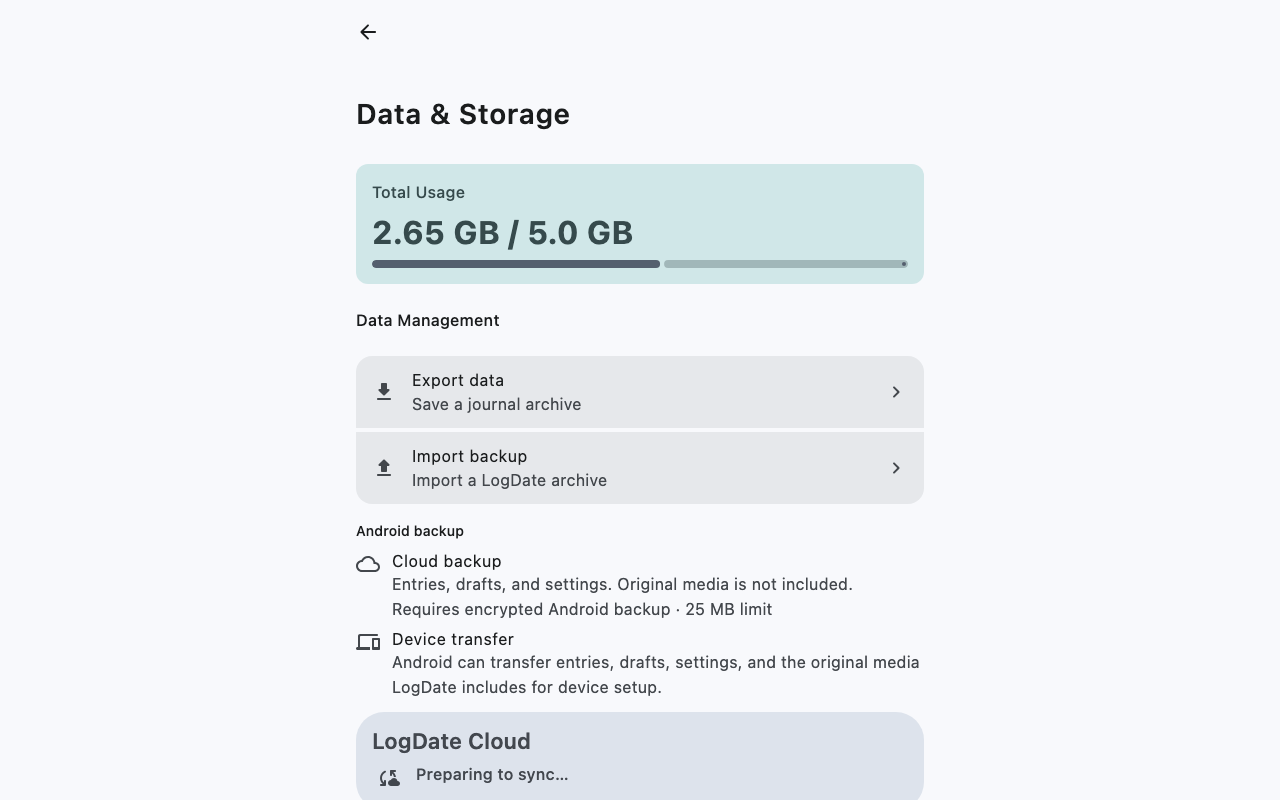 Data & Storage
Total Usage
2.65 GB / 5.0 GB
Data Management
Export data
Save a journal archive
Import backup
Import a LogDate archive
Android backup
Cloud backup
Entries, drafts, and settings. Original media is not included.
Requires encrypted Android backup · 25 MB limit
Device transfer
Android can transfer entries, drafts, settings, and the original media
LogDate includes for device setup.
LogDate Cloud
Preparing to sync...